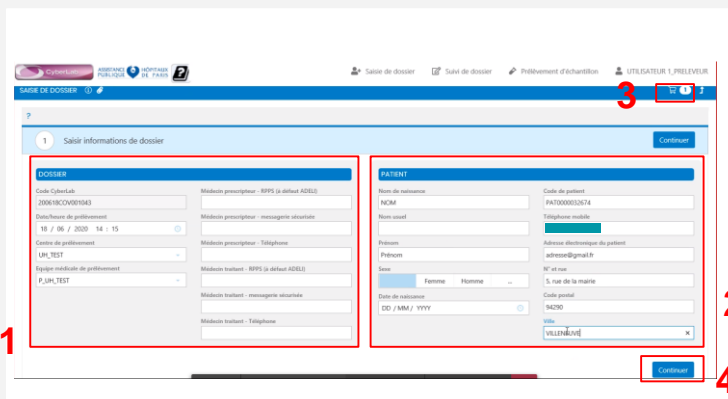 Cyberlab ASSISTANCE PUBLIQUE HÔPITAUX DE PARIS ?
Saisie de dossier Suivi de dossier Prélèvement d'échantillon UTILISATEUR 1_PRELEVEUR
SAISIE DE DOSSIER 1
3
?
1 Saisir informations de dossier Continuer
DOSSIER
Code CyberLab
200618COV001043
Date/heure de prélèvement
18 / 06 / 2020 14 : 15
Centre de prélèvement
UH_TEST
Equipe médicale de prélèvement
P_UH_TEST
Médecin prescripteur - RPPS (à défaut ADELI)
Médecin prescripteur - messagerie sécurisée
Médecin prescripteur - Téléphone
Médecin traitant - RPPS (à défaut ADELI)
Médecin traitant - messagerie sécurisée
Médecin traitant - Téléphone
1
PATIENT
Nom de naissance
NOM
Nom usuel
Prénom
Prénom
Sexe
Femme Homme ..
Date de naissance
DD / MM / YYYY
Code de patient
PAT0000032674
Téléphone mobile
Adresse électronique du patient
adresse@gmail.fr
N° et rue
5, rue de la mairie
Code postal
94290
Ville
VILLENEUVE ×
2
Continuer
4